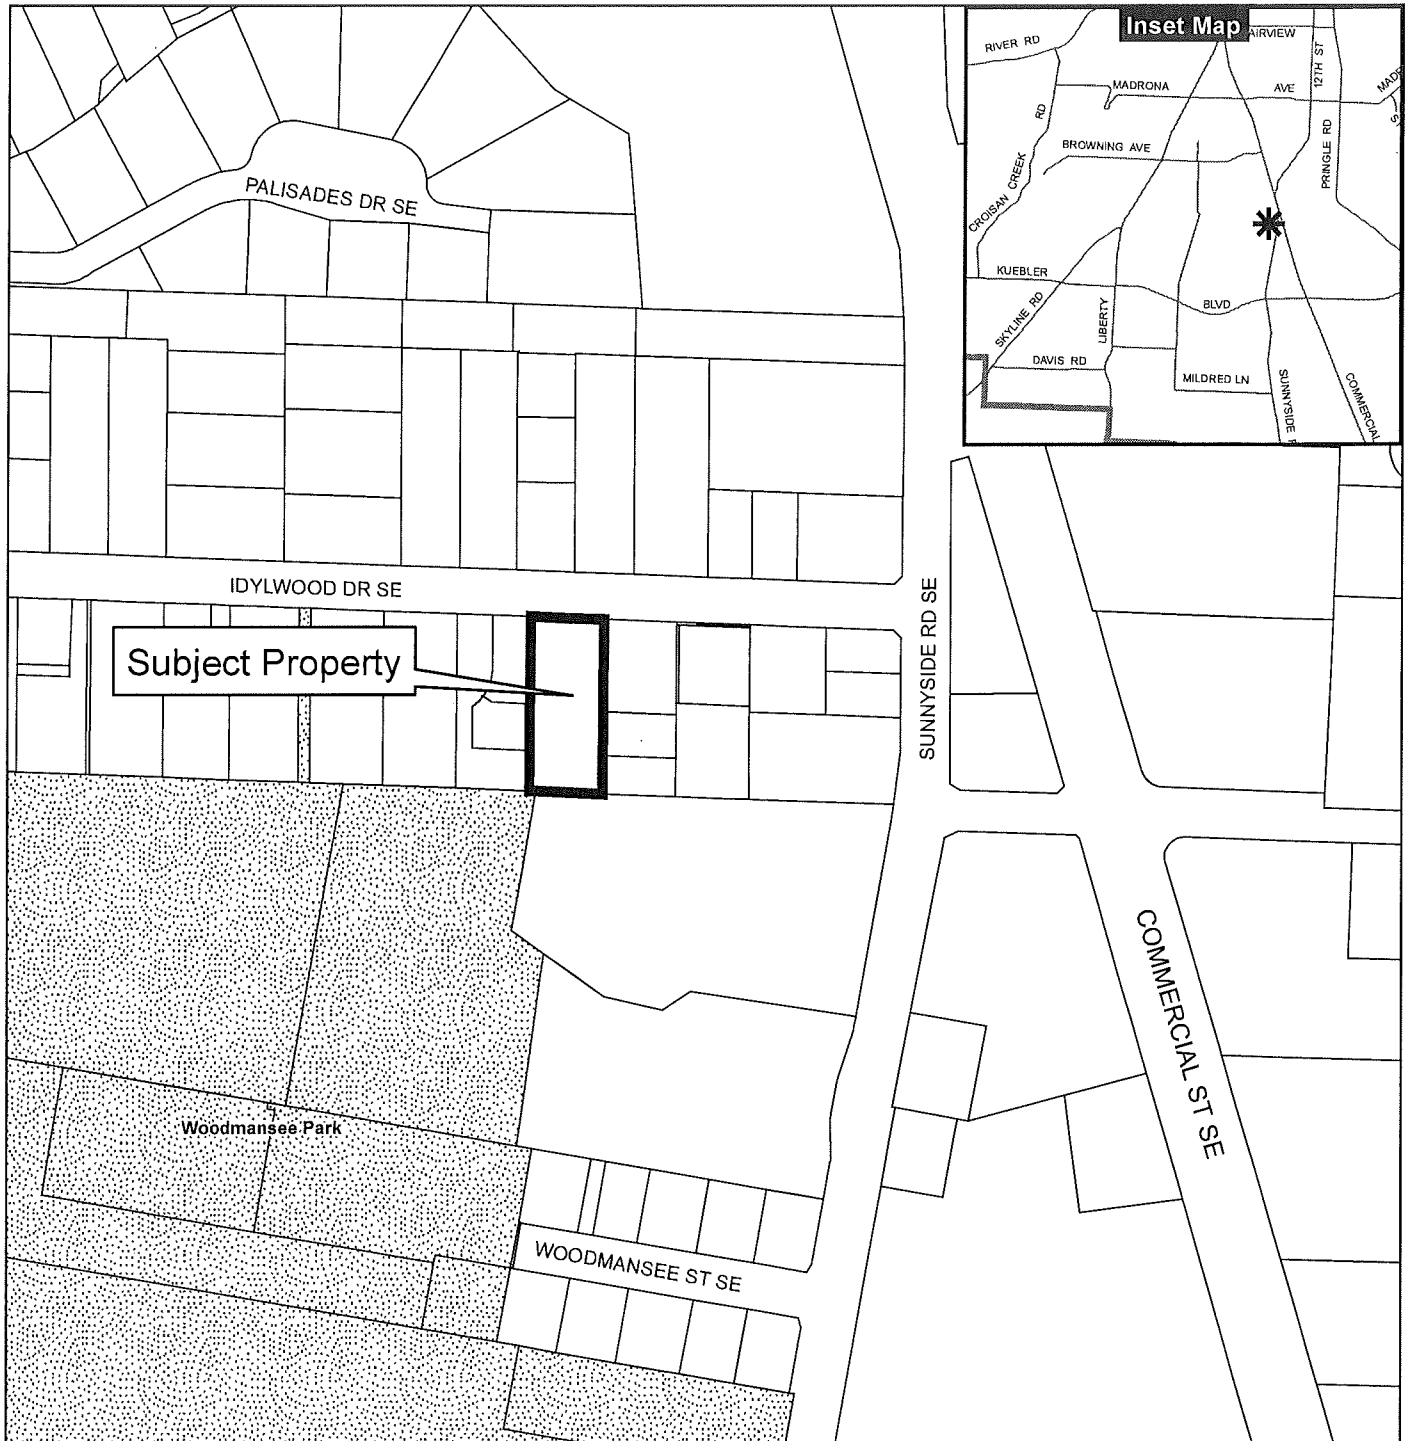 Inset Map
RIVER RD
FAIRVIEW
12TH ST
MADRONA
AVE
RD
BROWNING AVE
PRINGLE RD
CROISAN CREEK
KUEBLER
BLVD
SKYLINE RD
LIBERTY
DAVIS RD
MILDRED LN
SUNNYSIDE
COMMERCIAL
PALISADES DR SE
IDYLWOOD DR SE
Subject Property
SUNNYSIDE RD SE
COMMERCIAL ST SE
Woodmansee Park
WOODMANSEE ST SE